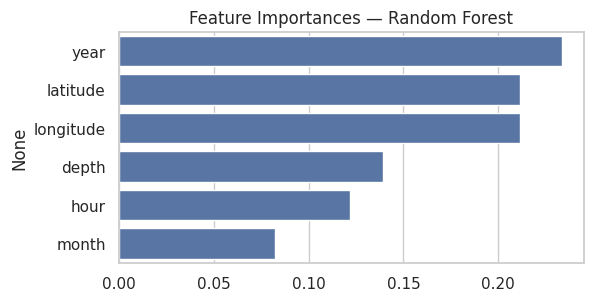 Feature Importances — Random Forest
None
year
latitude
longitude
depth
hour
month
0.00 0.05 0.10 0.15 0.20